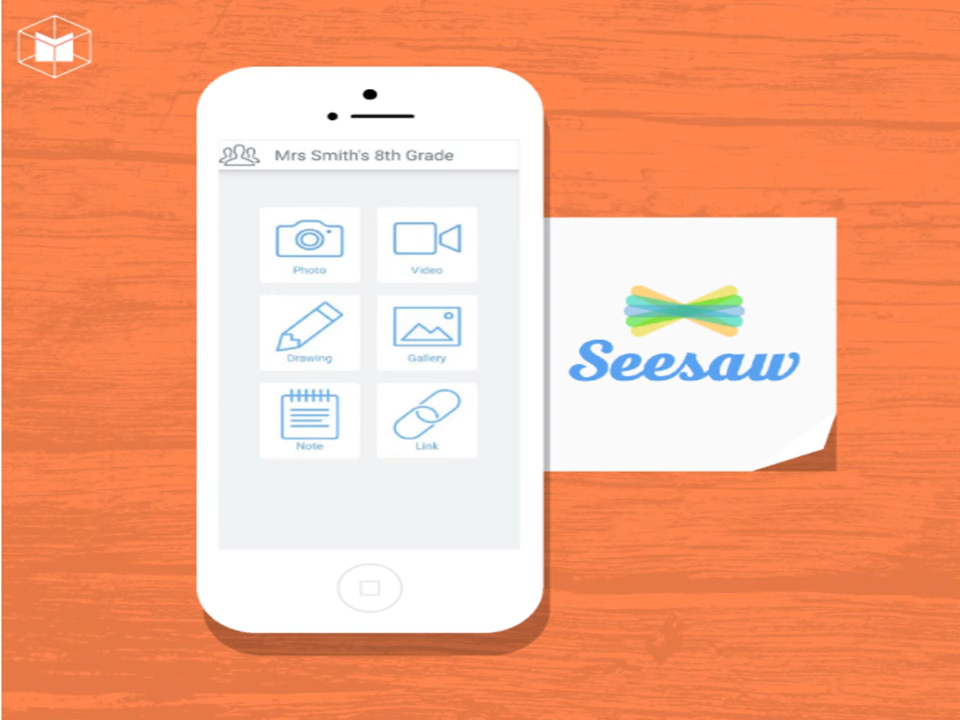 Mrs Smith's 8th Grade
Photo Video
Drawing Gallery
Note Link
Seesaw